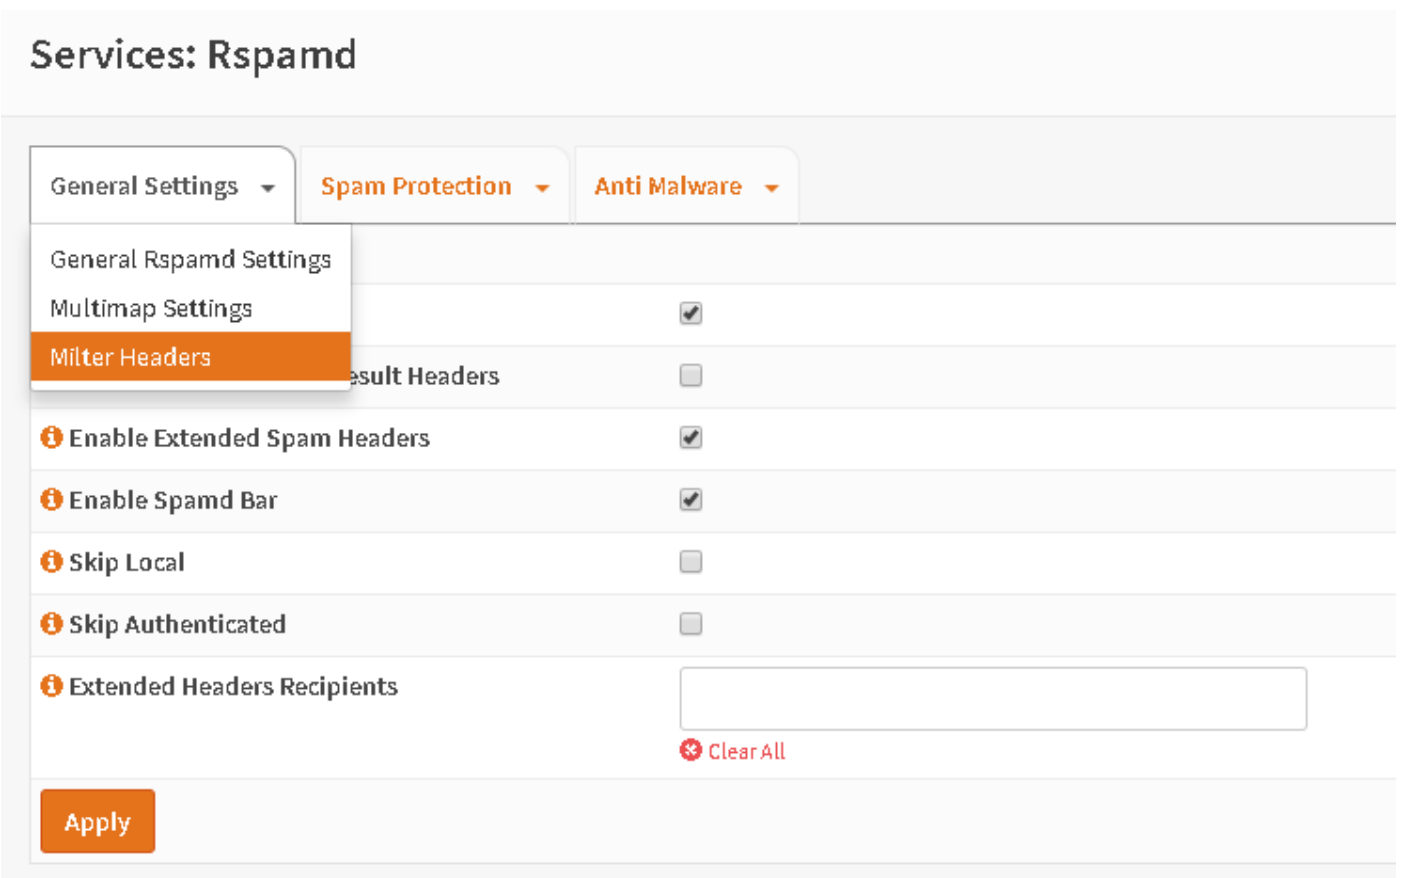 Services: Rspamd
General Settings
Spam Protection
Anti Malware
General Rspamd Settings
Multimap Settings
Milter Headers
Result Headers
Enable Extended Spam Headers
Enable Spamd Bar
Skip Local
Skip Authenticated
Extended Headers Recipients
Clear All
Apply